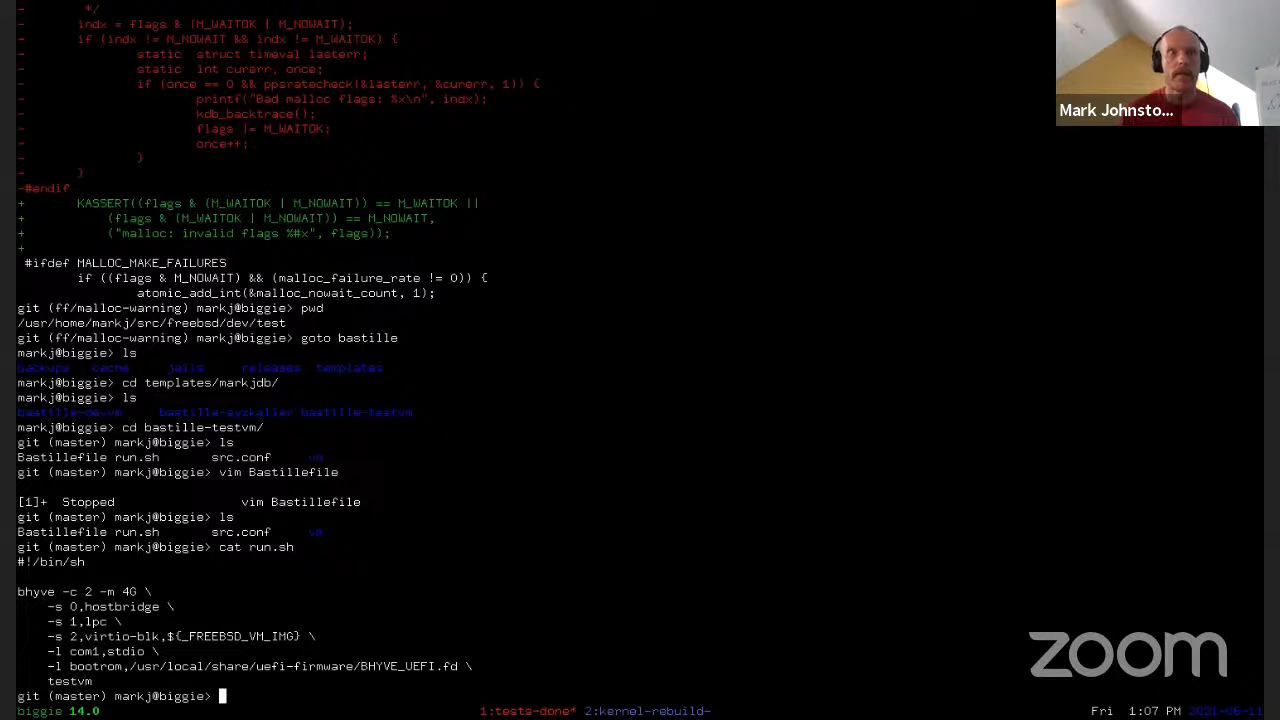 -        */
-       indx = flags & (M_WAITOK | M_NOWAIT);
-       if (indx != M_NOWAIT && indx != M_WAITOK) {
-               static  struct timeval lasterr;
-               static  int curerr, once;
-               if (once == 0 && ppsratecheck(&lasterr, &curerr, 1)) {
-                       printf("Bad malloc flags: %x\n", indx);
-                       kdb_backtrace();
-                       flags |= M_WAITOK;
-                       once++;
-               }
-       }
-#endif
+       KASSERT((flags & (M_WAITOK | M_NOWAIT)) == M_WAITOK ||
+           (flags & (M_WAITOK | M_NOWAIT)) == M_NOWAIT,
+           ("malloc: invalid flags %#x", flags));
+
 #ifdef MALLOC_MAKE_FAILURES
        if ((flags & M_NOWAIT) && (malloc_failure_rate != 0)) {
                atomic_add_int(&malloc_nowait_count, 1);
git (ff/malloc-warning) markj@biggie> pwd
/usr/home/markj/src/freebsd/dev/test
git (ff/malloc-warning) markj@biggie> goto bastille
markj@biggie> ls
backups   cache     jails     releases  templates
markj@biggie> cd templates/markjdb/
markj@biggie> ls
bastille-devvm     bastille-syzkaller bastille-testvm
markj@biggie> cd bastille-testvm/
git (master) markj@biggie> ls
Bastillefile run.sh       src.conf     vm
git (master) markj@biggie> vim Bastillefile
[1]+  Stopped                 vim Bastillefile
git (master) markj@biggie> ls
Bastillefile run.sh       src.conf     vm
git (master) markj@biggie> cat run.sh
#!/bin/sh
bhyve -c 2 -m 4G \
    -s 0,hostbridge \
    -s 1,lpc \
    -s 2,virtio-blk,${_FREEBSD_VM_IMG} \
    -l com1,stdio \
    -l bootrom,/usr/local/share/uefi-firmware/BHYVE_UEFI.fd \
    testvm
git (master) markj@biggie>
biggie 14.0 1:tests-done* 2:kernel-rebuild- Fri 1:07 PM 2021-06-11
Mark Johnsto...
zoom